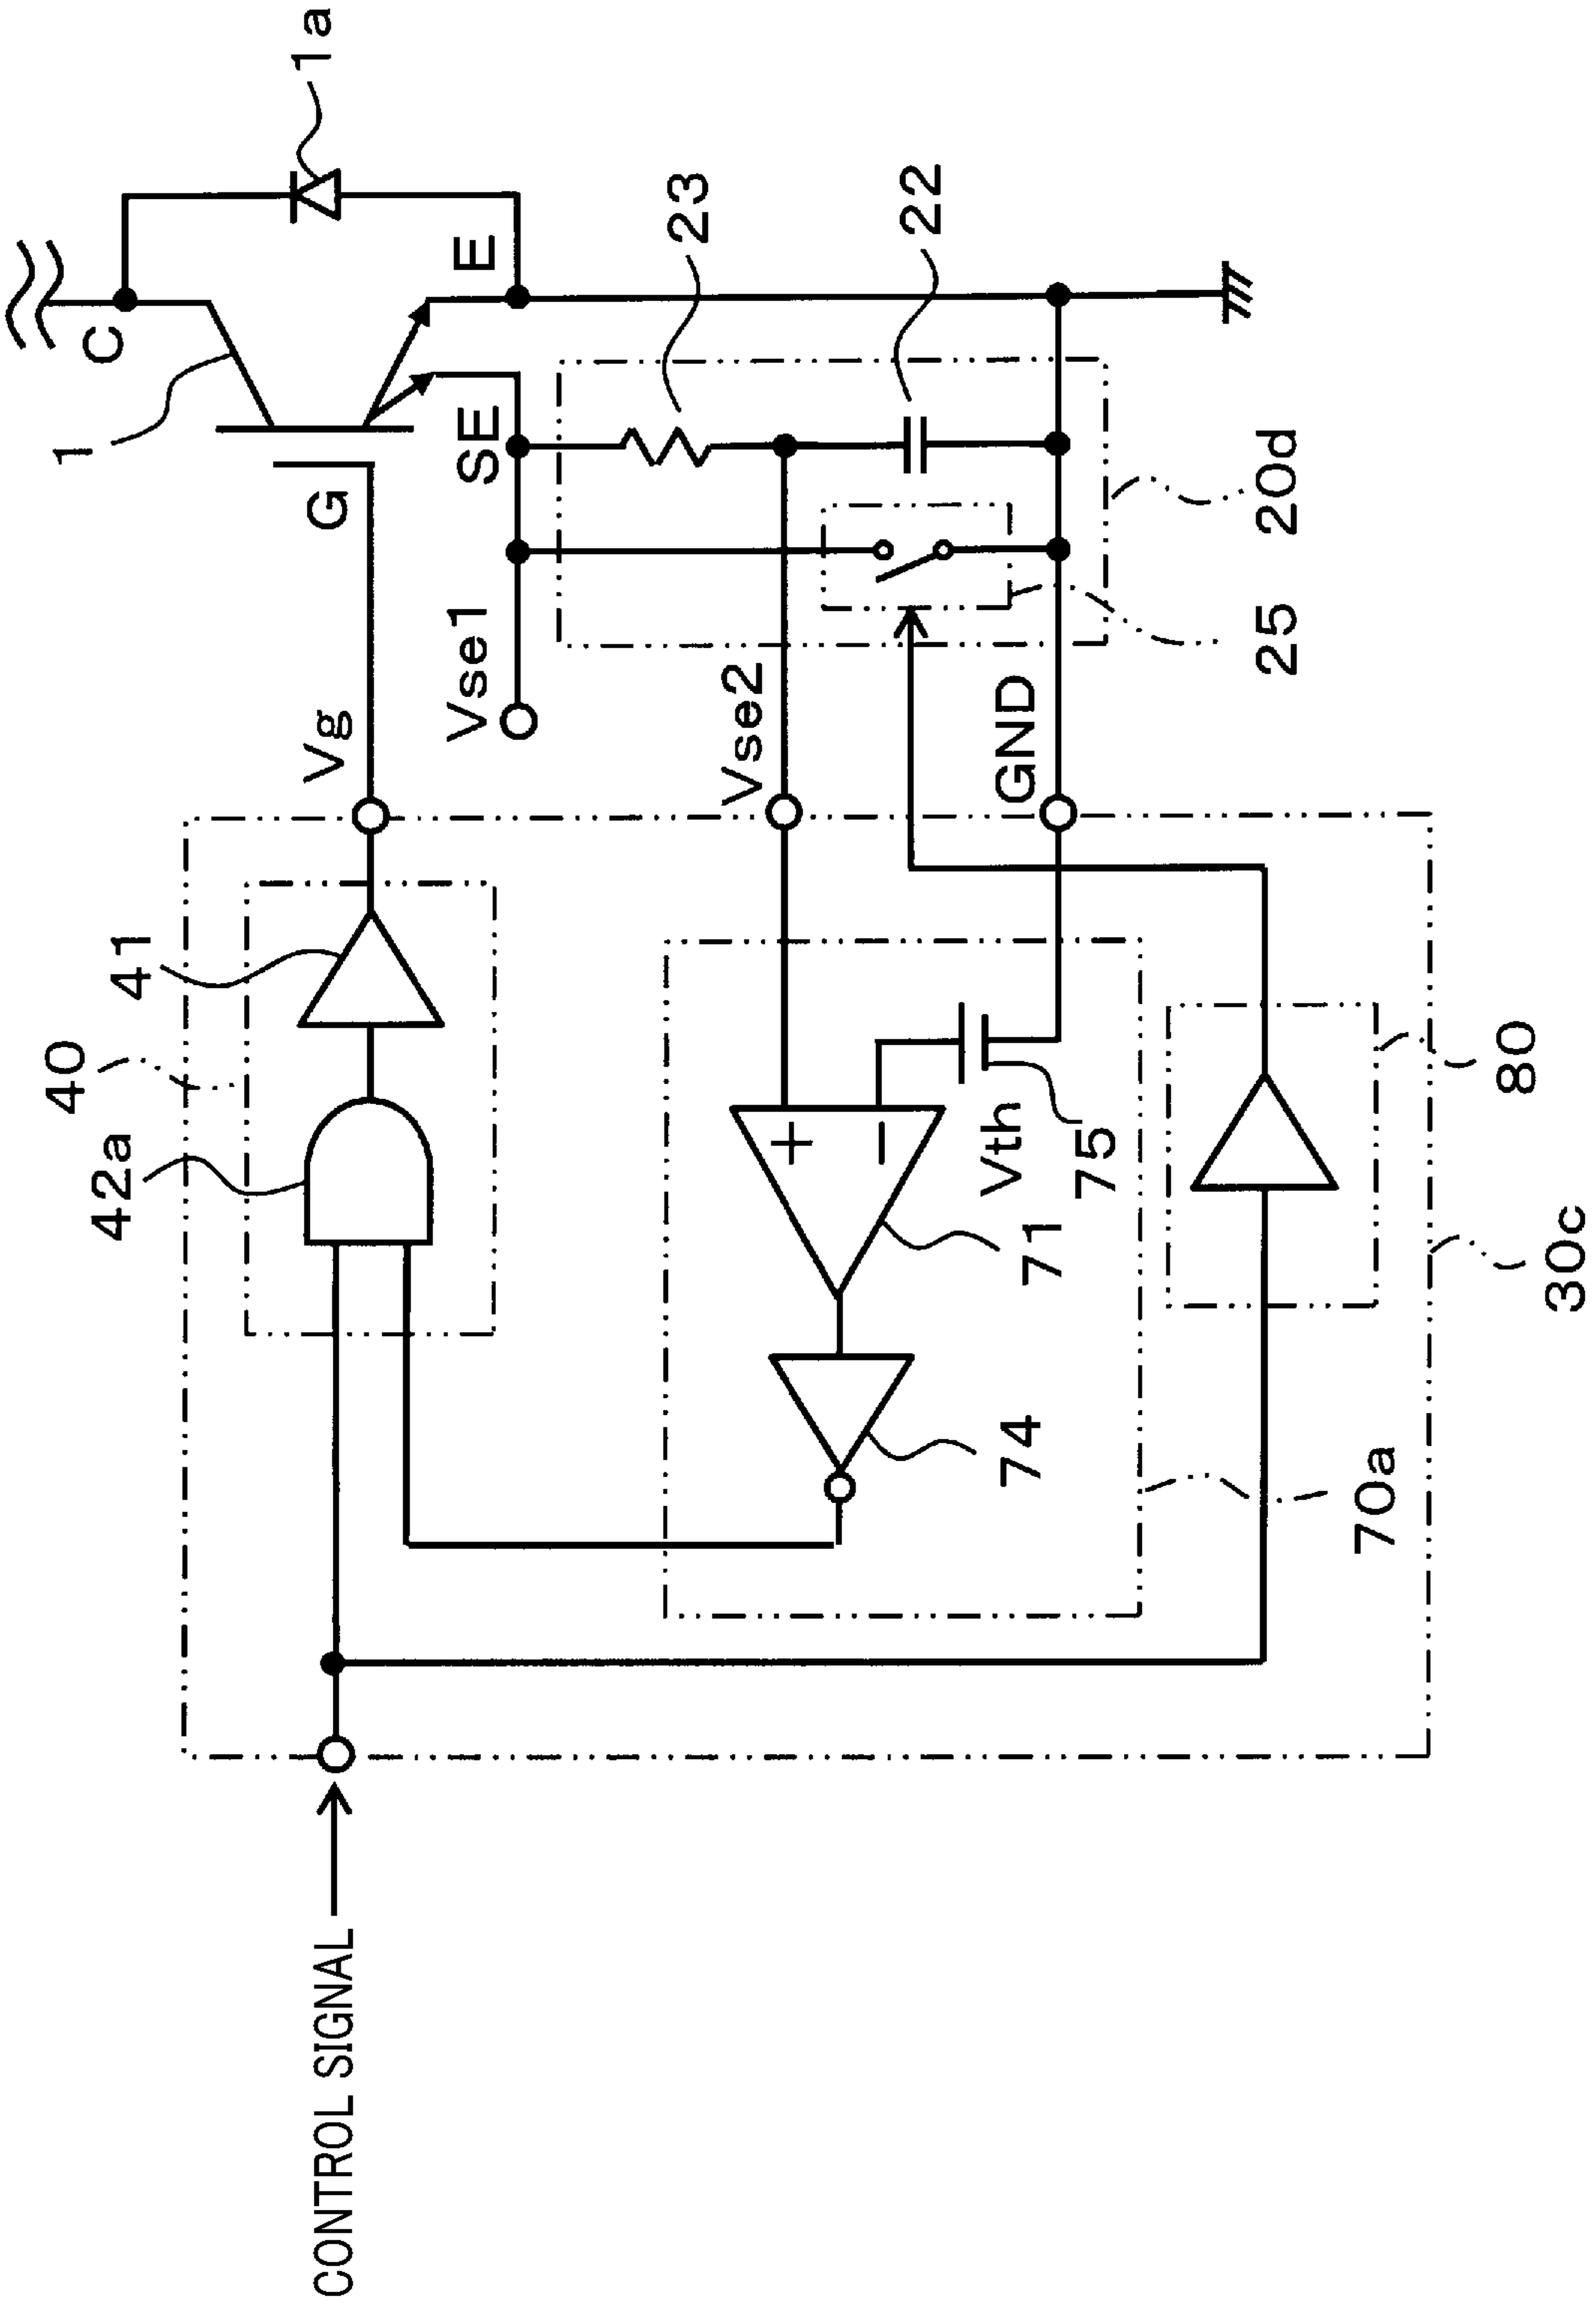 CONTROL SIGNAL
40
42a
41
Vg
G
1
C
1a
E
SE
Vse1
23
22
Vse2
GND
25
20d
Vth
75
71
74
70a
80
30c